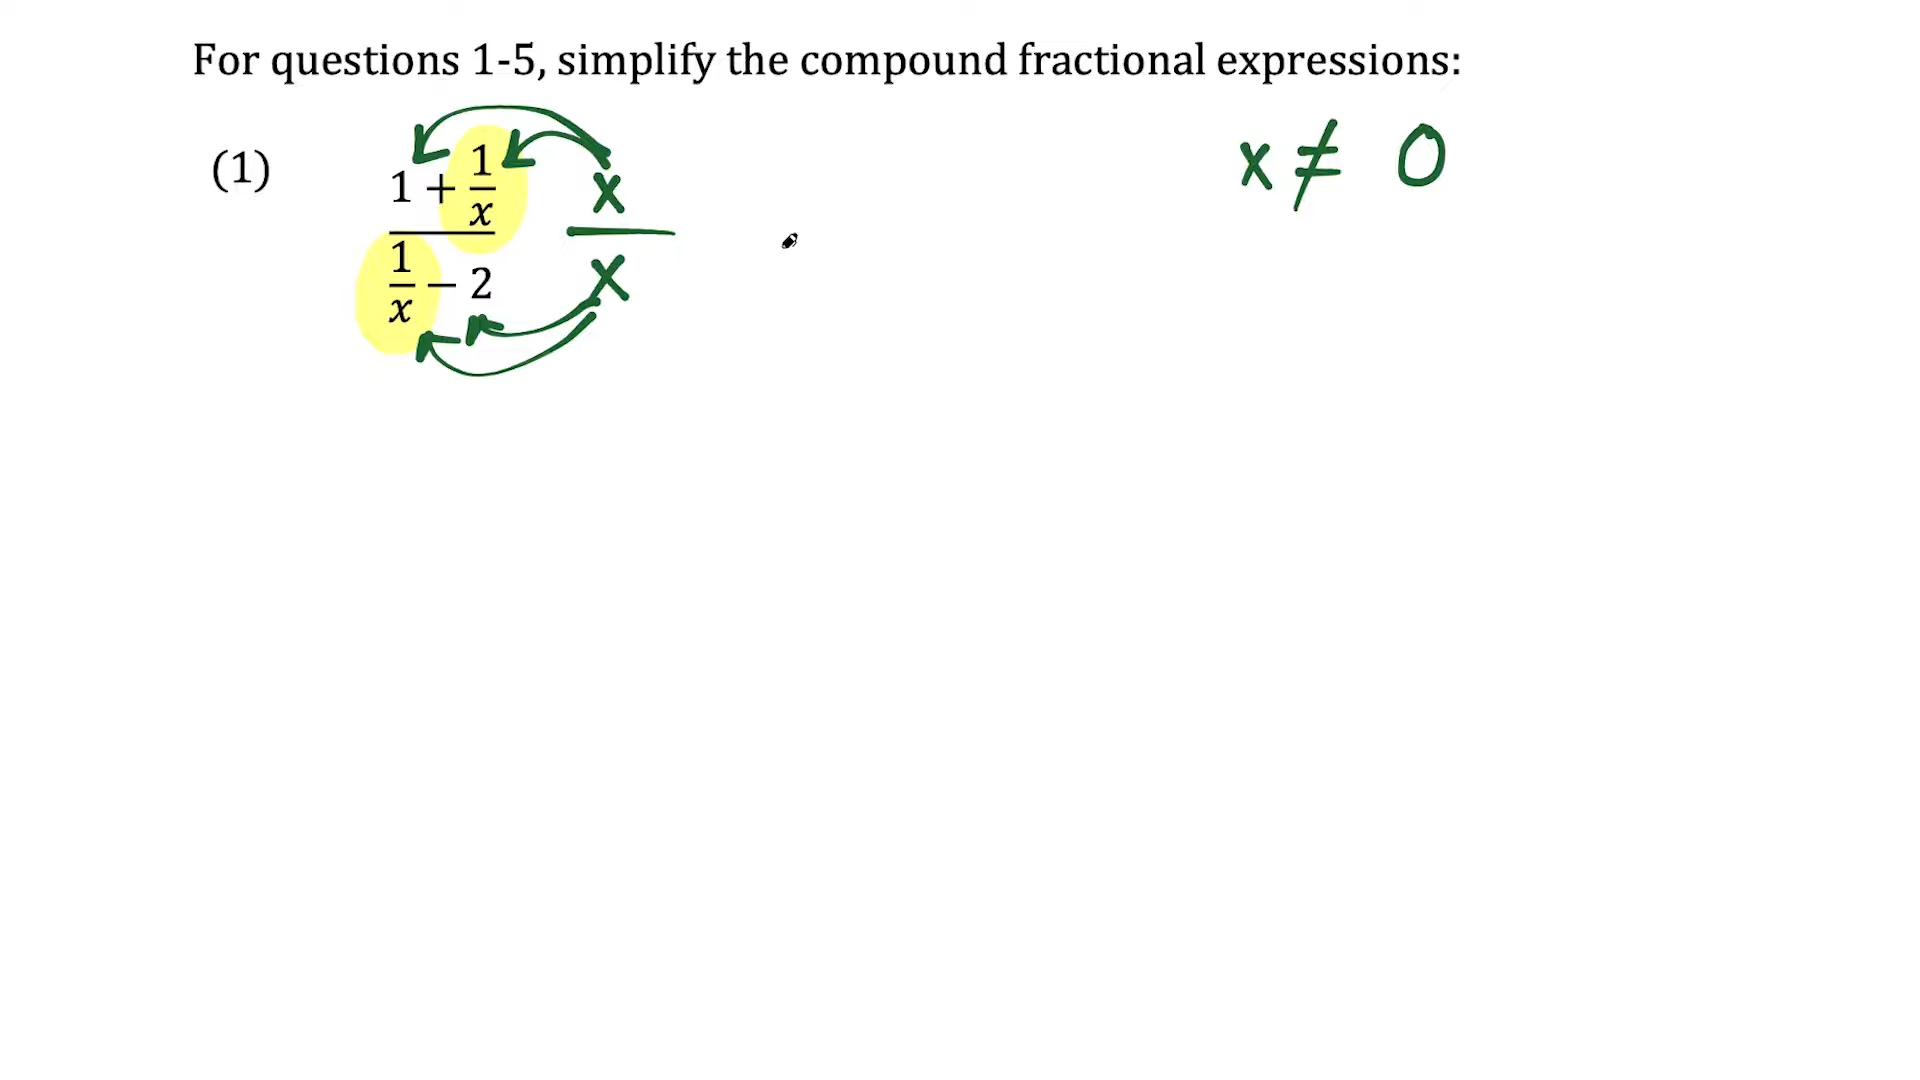 For questions 1-5, simplify the compound fractional expressions:
x ≠ 0
(1)
1 + 1/x
x
1/x − 2
x